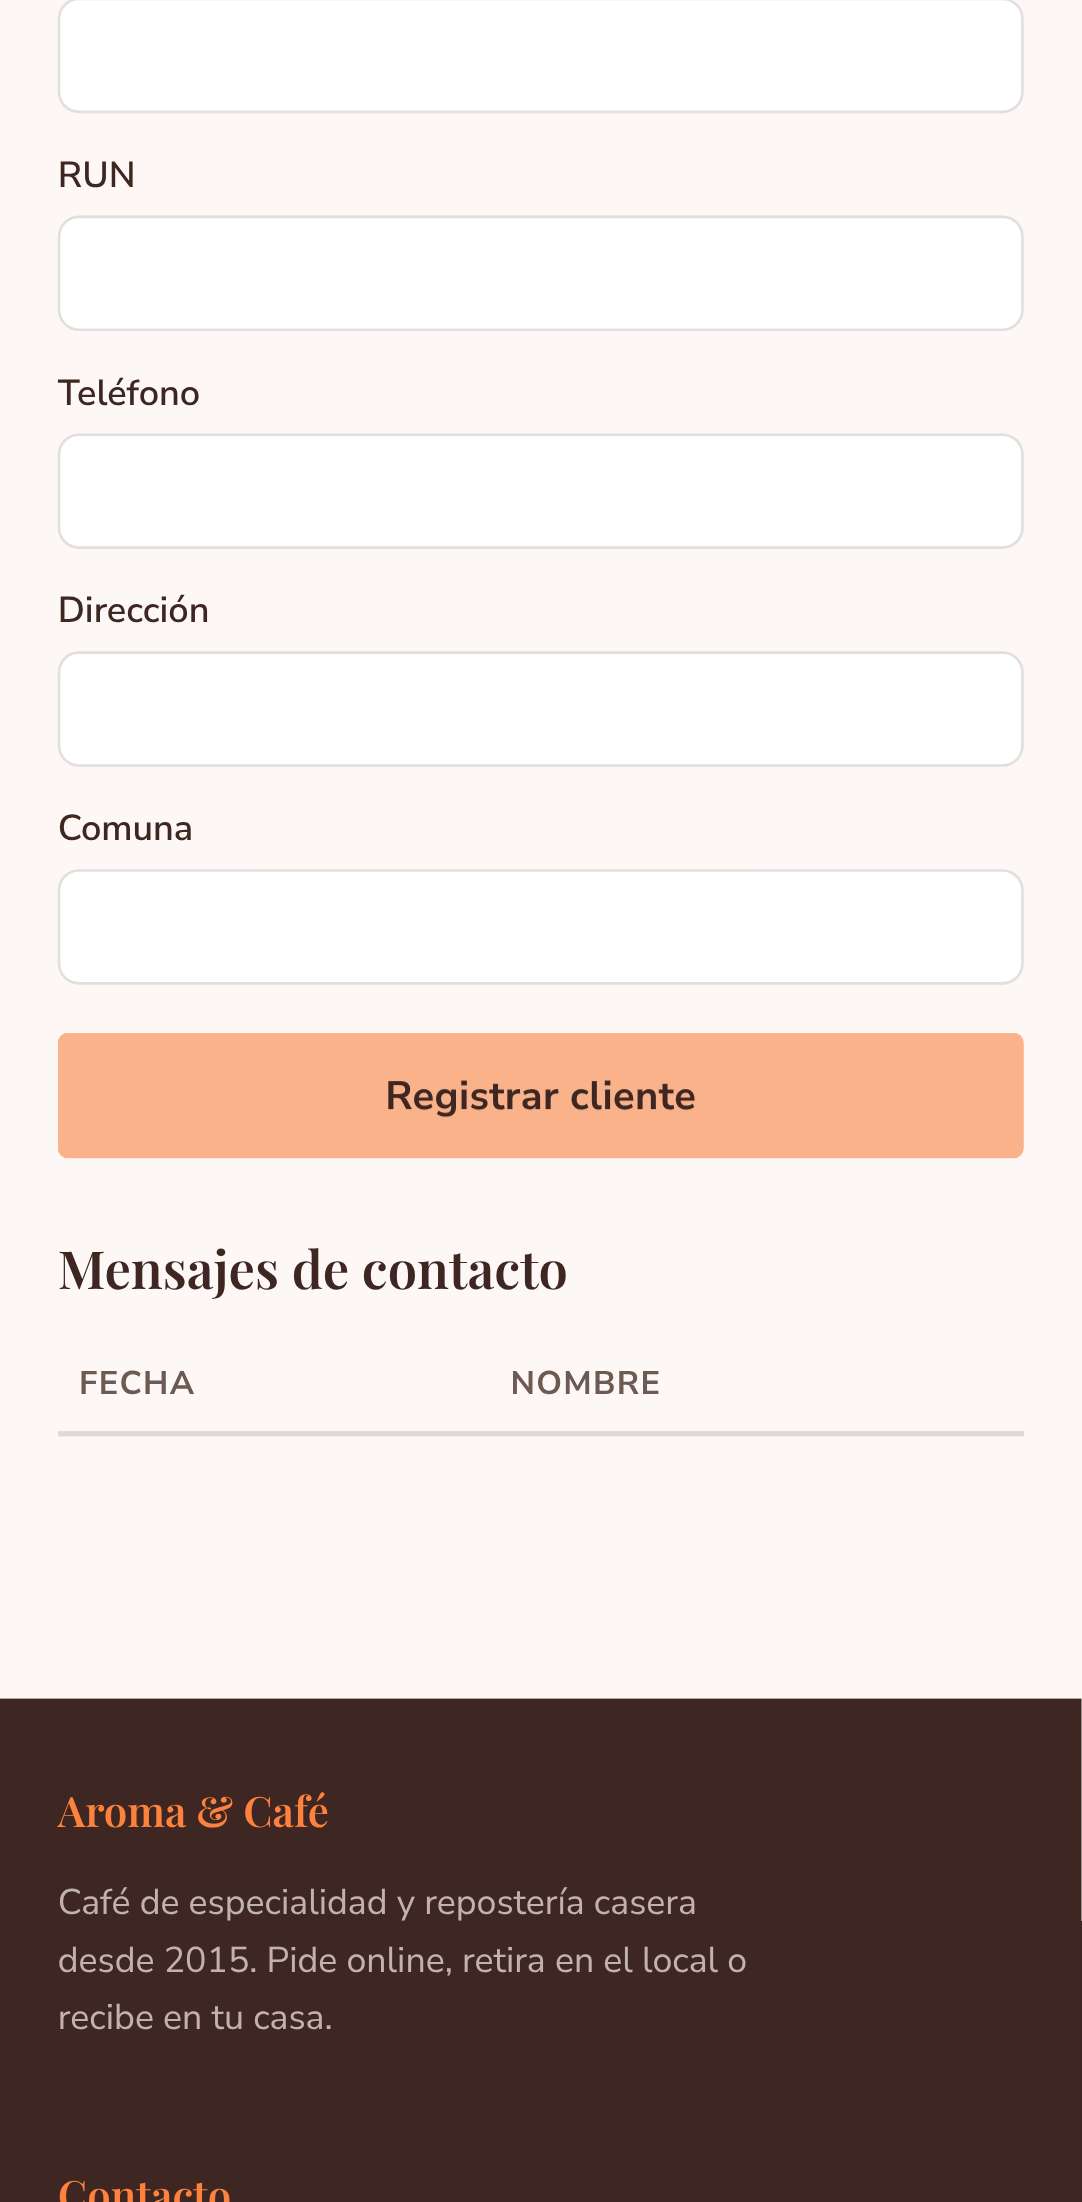 RUN
Teléfono
Dirección
Comuna
Registrar cliente
Mensajes de contacto
FECHA NOMBRE
Aroma & Café
Café de especialidad y repostería casera
desde 2015. Pide online, retira en el local o
recibe en tu casa.
Contacto